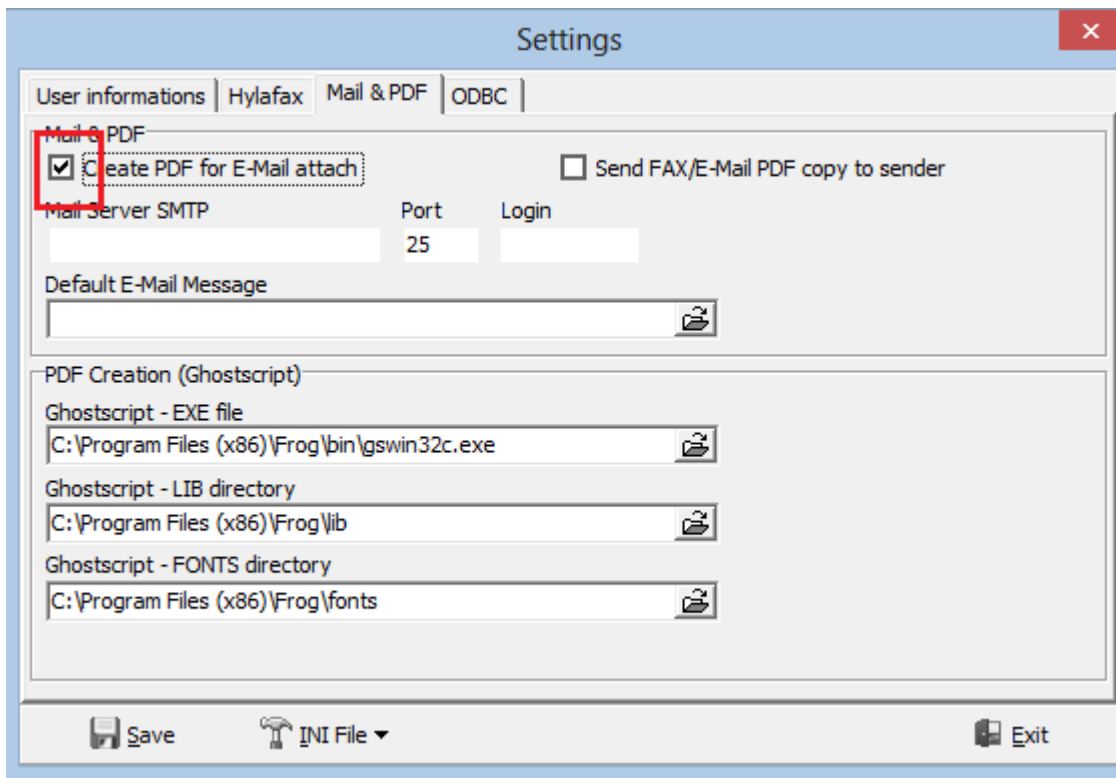 Settings
User informations Hylafax Mail & PDF ODBC
Mail & PDF
Create PDF for E-Mail attach Send FAX/E-Mail PDF copy to sender
Mail Server SMTP Port Login
25
Default E-Mail Message
PDF Creation (Ghostscript)
Ghostscript - EXE file
C:\Program Files (x86)\Frog\bin\gswin32c.exe
Ghostscript - LIB directory
C:\Program Files (x86)\Frog\lib
Ghostscript - FONTS directory
C:\Program Files (x86)\Frog\fonts
Save INI File Exit